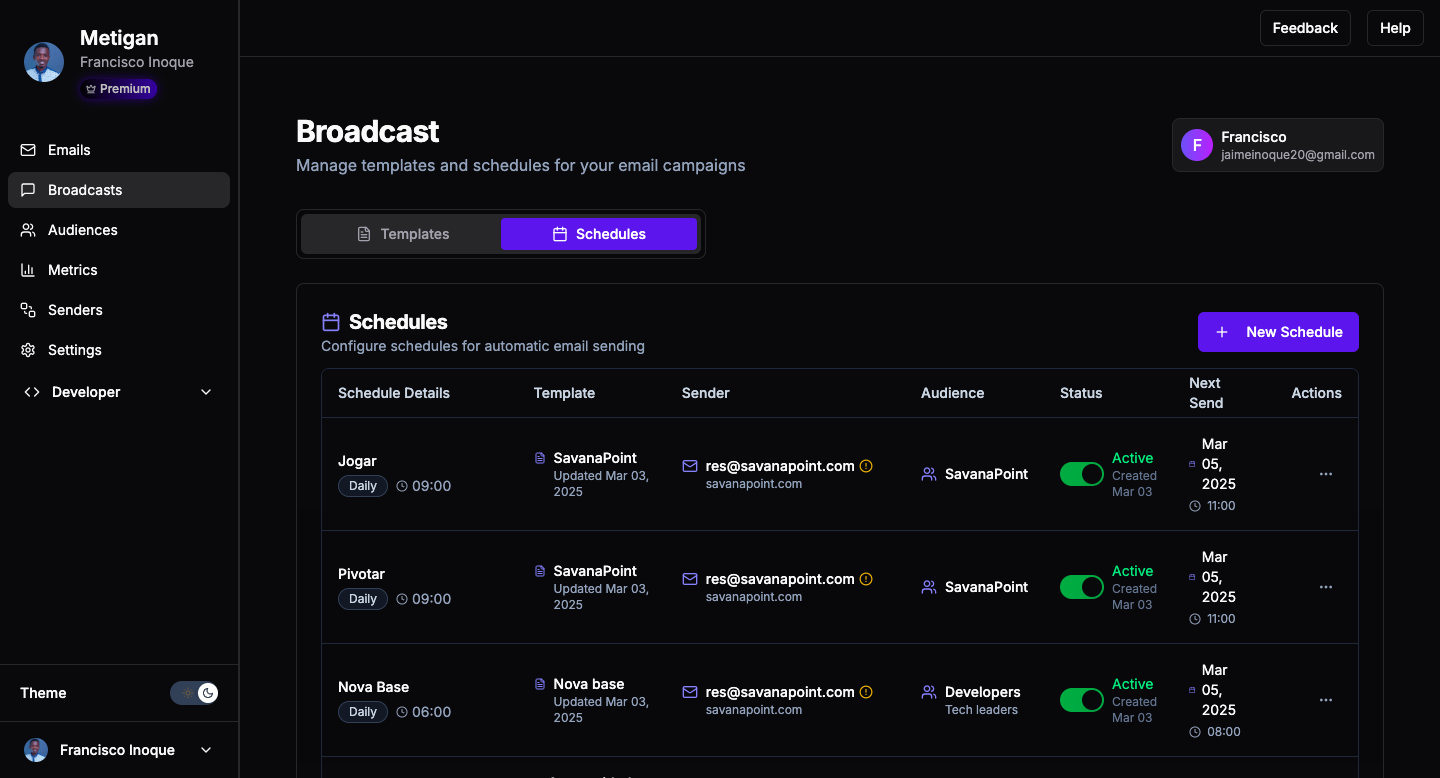 Metigan
Francisco Inoque
Premium
Emails
Broadcasts
Audiences
Metrics
Senders
Settings
Developer
Theme
Francisco Inoque
Feedback
Help
Broadcast
Manage templates and schedules for your email campaigns
F
Francisco
jaimeinoque20@gmail.com
Templates
Schedules
Schedules
Configure schedules for automatic email sending
New Schedule
Schedule Details
Template
Sender
Audience
Status
Next
Send
Actions
Jogar
Daily
09:00
SavanaPoint
Updated Mar 03,
2025
res@savanapoint.com
savanapoint.com
SavanaPoint
Active
Created
Mar 03
Mar
05,
2025
11:00
Pivotar
Daily
09:00
SavanaPoint
Updated Mar 03,
2025
res@savanapoint.com
savanapoint.com
SavanaPoint
Active
Created
Mar 03
Mar
05,
2025
11:00
Nova Base
Daily
06:00
Nova base
Updated Mar 03,
2025
res@savanapoint.com
savanapoint.com
Developers
Tech leaders
Active
Created
Mar 03
Mar
05,
2025
08:00